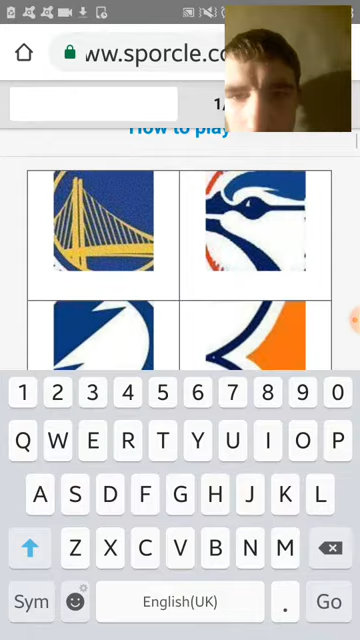 ww.sporcle.c
1/
How to play
1 2 3 4 5 6 7 8 9 0
Q W E R T Y U I O P
A S D F G H J K L
Z X C V B N M
Sym English(UK) . Go